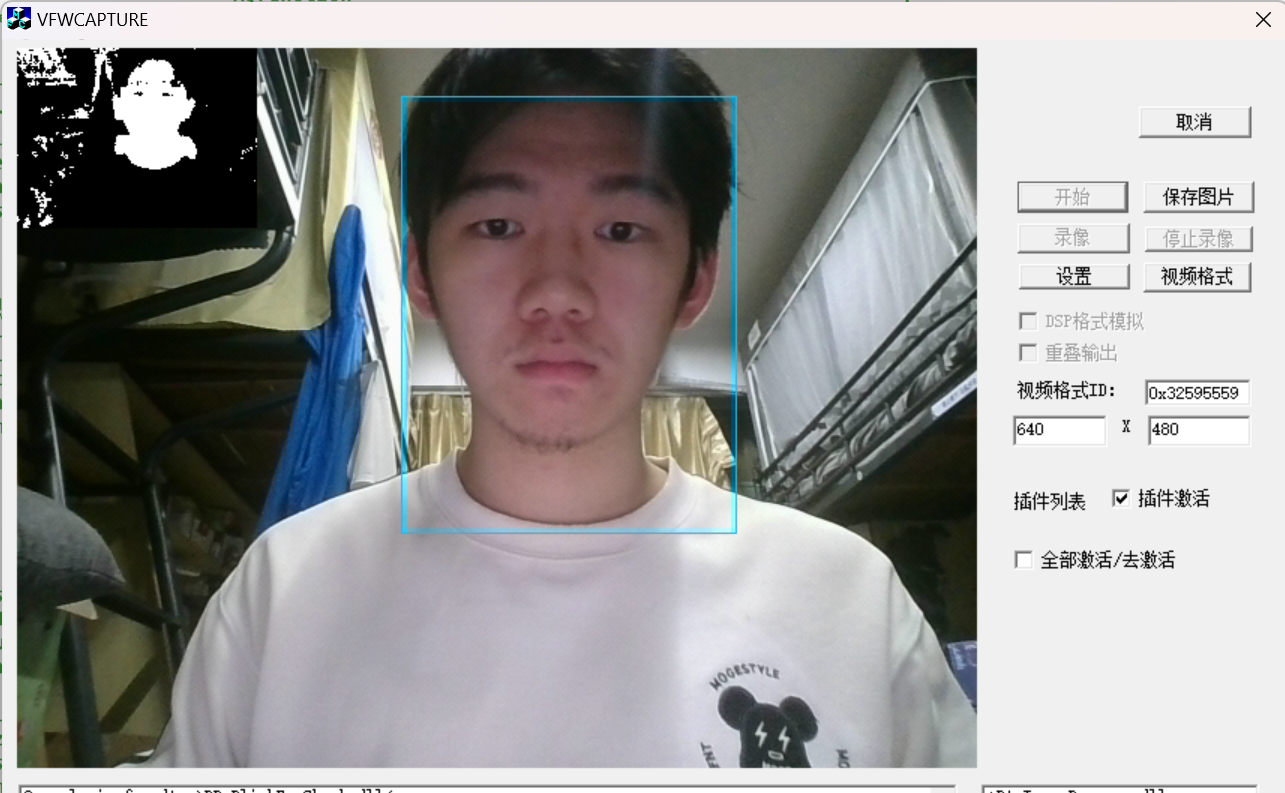 VFWCAPTURE
取消
开始
保存图片
录像
停止录像
设置
视频格式
DSP格式模拟
重叠输出
视频格式ID:
0x32595559
640
X
480
插件列表
插件激活
全部激活/去激活
MOGESTYLE